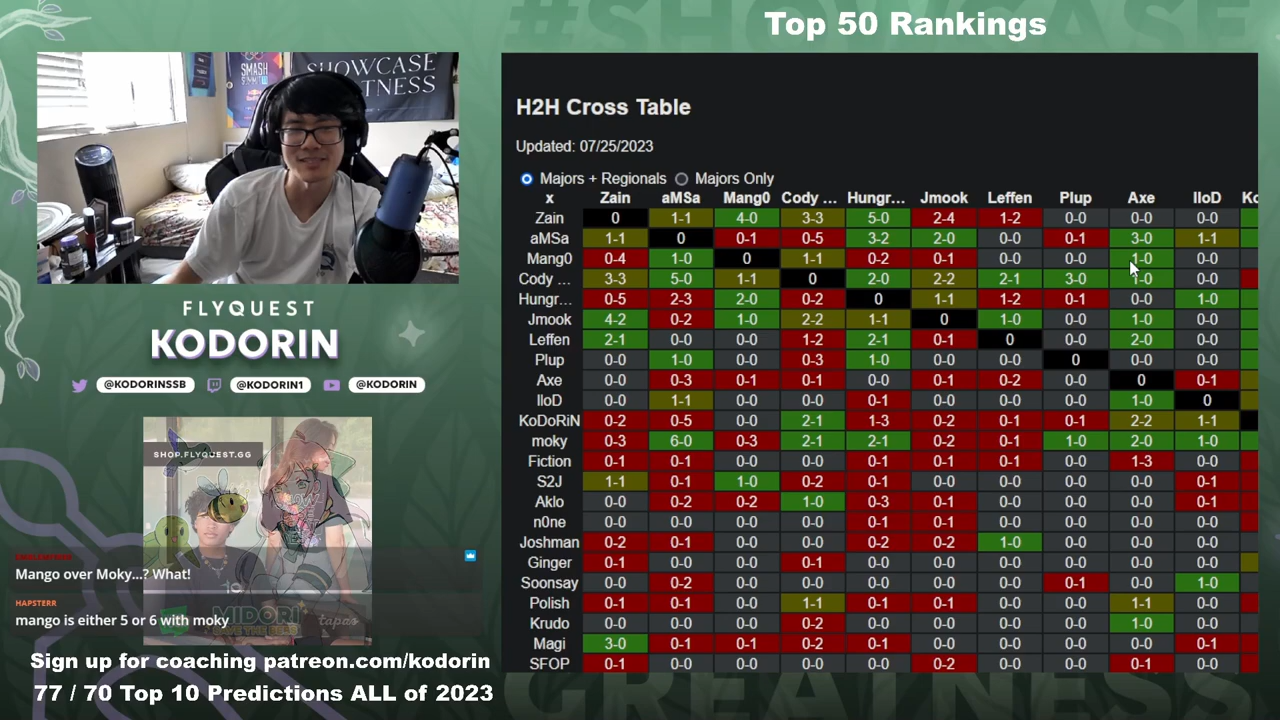 Top 50 Rankings
SMASH
SHOWCASE
H2H Cross Table
Updated: 07/25/2023
Majors + Regionals Majors Only
x Zain aMSa Mang0 Cody ... Hungr... Jmook Leffen Plup Axe lloD Kc
Zain 0 1-1 4-0 3-3 5-0 2-4 1-2 0-0 0-0 0-0
aMSa 1-1 0 0-1 0-5 3-2 2-0 0-0 0-1 3-0 1-1
Mang0 0-4 1-0 0 1-1 0-2 0-1 0-0 0-0 1-0 0-0
Cody ... 3-3 5-0 1-1 0 2-0 2-2 2-1 3-0 1-0 0-0
Hungr... 0-5 2-3 2-0 0-2 0 1-1 1-2 0-1 0-0 1-0
Jmook 4-2 0-2 1-0 2-2 1-1 0 1-0 0-0 1-0 0-0
Leffen 2-1 0-0 0-0 1-2 2-1 0-1 0 0-0 2-0 0-0
Plup 0-0 1-0 0-0 0-3 1-0 0-0 0-0 0 0-0 0-0
Axe 0-0 0-3 0-1 0-1 0-0 0-1 0-2 0-0 0 0-1
lloD 0-0 1-1 0-0 0-0 0-1 0-0 0-0 0-0 1-0 0
KoDoRiN 0-2 0-5 0-0 2-1 1-3 0-2 0-1 0-1 2-2 1-1
moky 0-3 6-0 0-3 2-1 2-1 0-2 0-1 1-0 2-0 1-0
Fiction 0-1 0-1 0-0 0-0 0-1 0-1 0-1 0-0 1-3 0-0
S2J 1-1 0-1 1-0 0-2 0-1 0-0 0-0 0-0 0-0 0-1
Aklo 0-0 0-2 0-2 1-0 0-3 0-1 0-0 0-0 0-0 0-1
n0ne 0-0 0-0 0-0 0-0 0-1 0-1 0-0 0-0 0-0 0-0
Joshman 0-2 0-1 0-0 0-0 0-2 0-2 1-0 0-0 0-0 0-0
Ginger 0-1 0-0 0-0 0-1 0-0 0-0 0-0 0-0 0-0 0-0
Soonsay 0-0 0-2 0-0 0-0 0-0 0-0 0-0 0-1 0-0 1-0
Polish 0-1 0-1 0-0 1-1 0-1 0-1 0-0 0-0 1-1 0-0
Krudo 0-0 0-0 0-0 0-2 0-0 0-0 0-0 0-0 1-0 0-0
Magi 3-0 0-1 0-1 0-2 0-1 0-0 0-0 0-0 0-0 0-1
SFOP 0-1 0-0 0-0 0-0 0-0 0-2 0-0 0-0 0-1 0-0
FLYQUEST
KODORIN
@KODORINSSB @KODORIN1 @KODORIN
SHOP.FLYQUEST.GG
Mango over Moky...? What!
HAPSTERR
mango is either 5 or 6 with moky
MIDORI
tapas
Sign up for coaching patreon.com/kodorin
77 / 70 Top 10 Predictions ALL of 2023